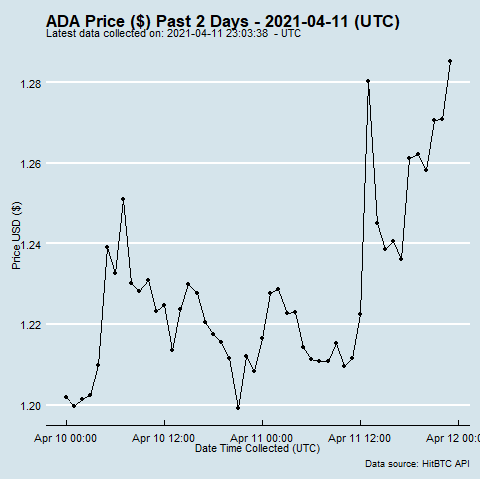 ADA Price ($) Past 2 Days - 2021-04-11 (UTC)
Latest data collected on: 2021-04-11 23:03:38 - UTC
1.28
1.26
1.24
1.22
1.20
Price USD ($)
Apr 10 00:00 Apr 10 12:00 Apr 11 00:00 Apr 11 12:00 Apr 12 00:0
Date Time Collected (UTC)
Data source: HitBTC API